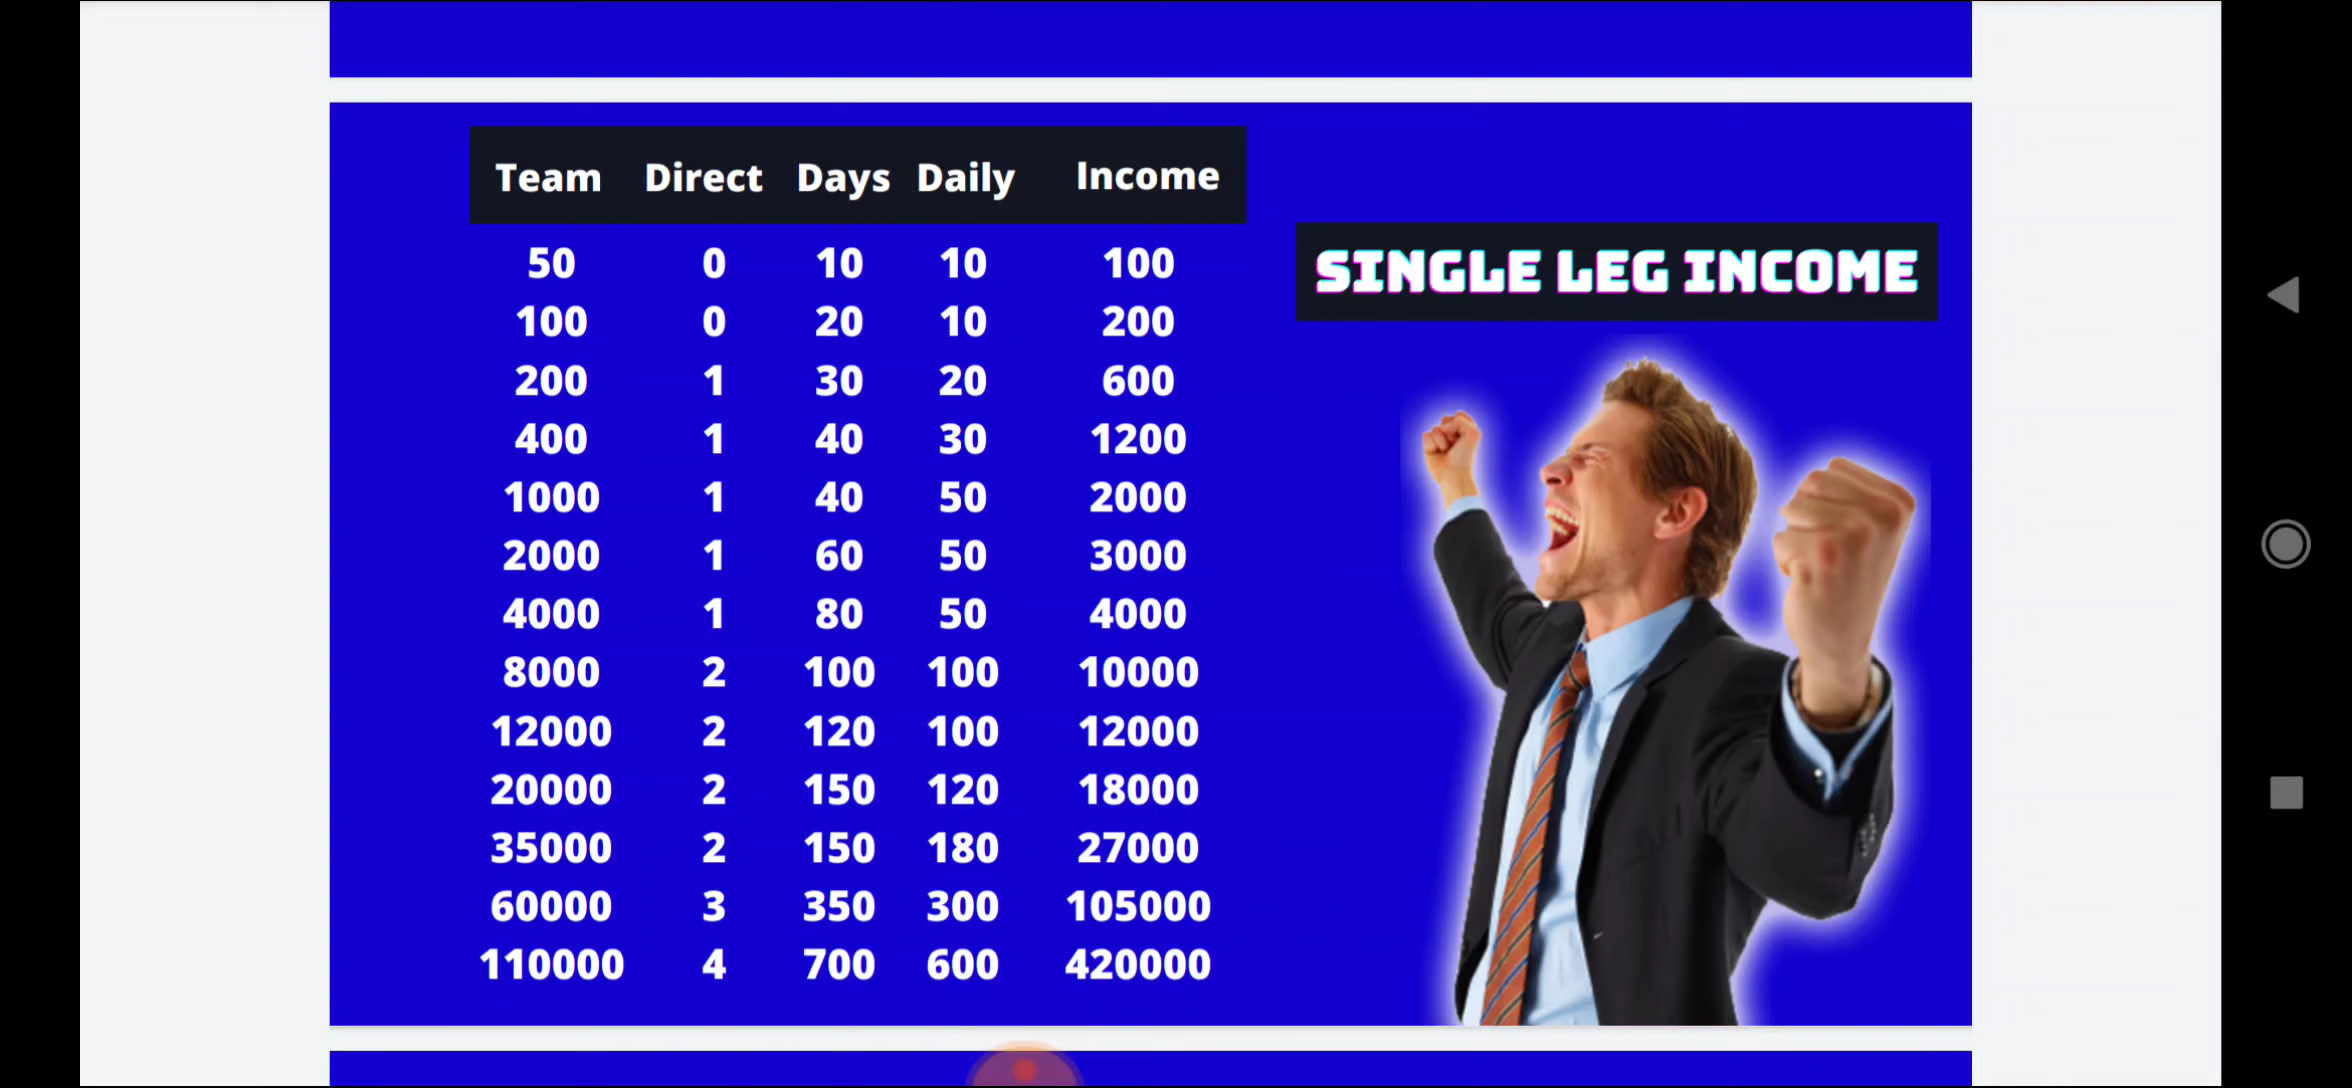 Team Direct Days Daily Income
50 0 10 10 100
100 0 20 10 200
200 1 30 20 600
400 1 40 30 1200
1000 1 40 50 2000
2000 1 60 50 3000
4000 1 80 50 4000
8000 2 100 100 10000
12000 2 120 100 12000
20000 2 150 120 18000
35000 2 150 180 27000
60000 3 350 300 105000
110000 4 700 600 420000
SINGLE LEG INCOME